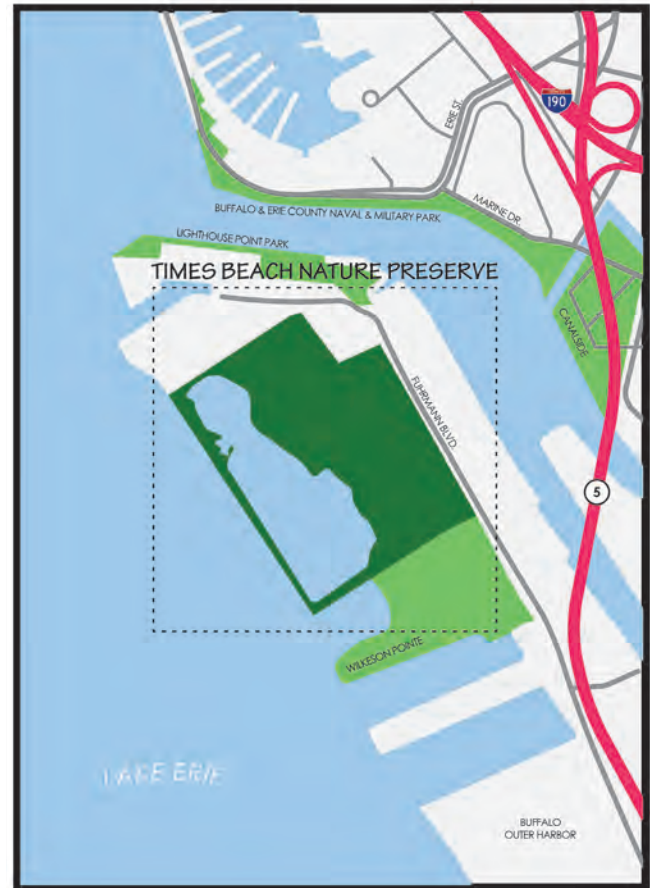 190
ERIE ST.
MARINE DR.
BUFFALO & ERIE COUNTY NAVAL & MILITARY PARK
LIGHTHOUSE POINT PARK
TIMES BEACH NATURE PRESERVE
CANALSIDE
FUHRMANN BLVD.
5
WILKESON POINTE
LAKE ERIE
BUFFALO
OUTER HARBOR